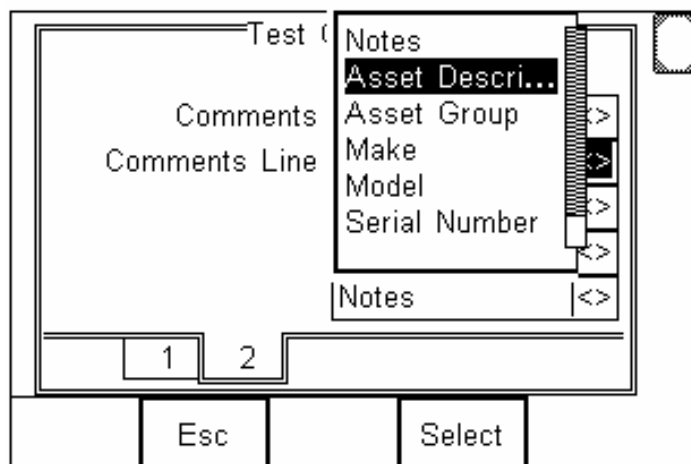 Test
Notes
Asset Descri...
Comments
Asset Group
<>
Comments Line
Make
<>
Model
<>
Serial Number
<>
Notes
<>
1
2
Esc
Select